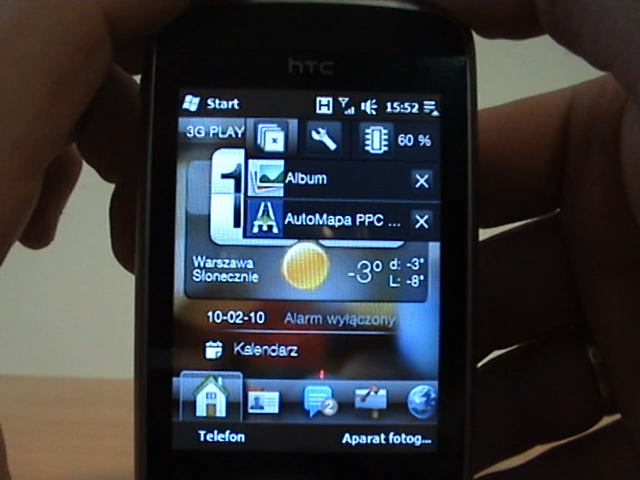 hTC
Start 15:52
3G PLAY 60 %
1
Album
AutoMapa PPC ...
Warszawa
Słonecznie
-3° d: -3°
L: -8°
10-02-10 Alarm wyłączony
Kalendarz
2
Telefon Aparat fotog...